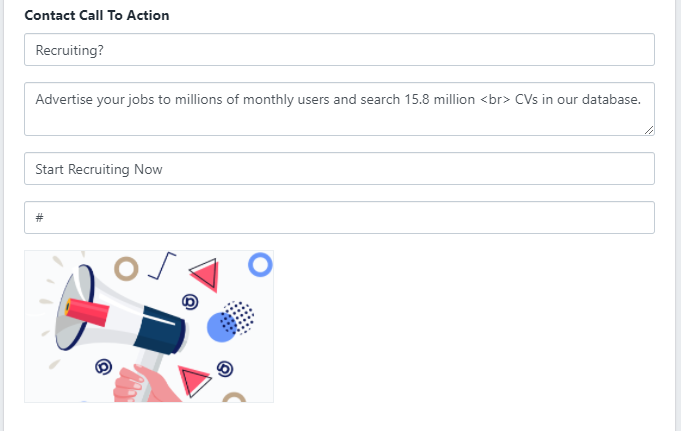 Contact Call To Action
Recruiting?
Advertise your jobs to millions of monthly users and search 15.8 million <br> CVs in our database.
Start Recruiting Now
#
@
@
@